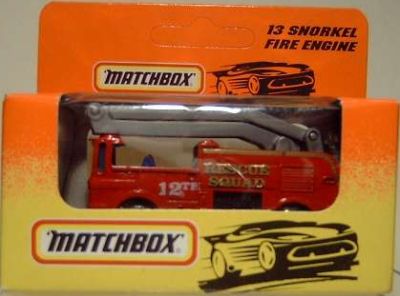 13 SNORKEL
FIRE ENGINE
MATCHBOX
RESCUE
SQUAD
12TH
MATCHBOX